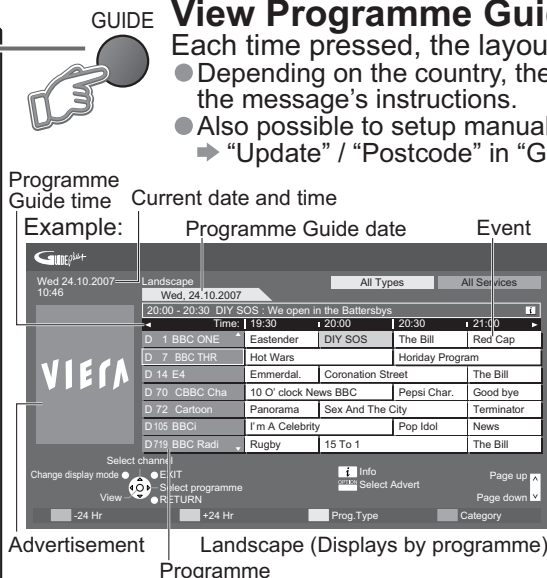 GUIDE
View Programme Gui
Each time pressed, the layou
Depending on the country, the
the message's instructions.
Also possible to setup manual
"Update" / "Postcode" in "G
Programme
Guide time
Current date and time
Example:
Programme Guide date
Event
GUIDE plus+
Wed 24.10.2007
10:46
Landscape
All Types
All Services
Wed, 24.10.2007
20:00 - 20:30 DIY SOS : We open in the Battersbys i
Time: 19:30 20:00 20:30 21:00
D 1 BBC ONE Eastender DIY SOS The Bill Red Cap
D 7 BBC THR Hot Wars Horiday Program
D 14 E4 Emmerdal. Coronation Street The Bill
D 70 CBBC Cha 10 O' clock News BBC Pepsi Char. Good bye
D 72 Cartoon Panorama Sex And The City Terminator
D 105 BBCi I'm A Celebrity Pop Idol News
D 719 BBC Radi Rugby 15 To 1 The Bill
VIERA
Select channel
Change display mode EXIT
Select programme
View RETURN
i Info
OPTION Select Advert
Page up
Page down
-24 Hr +24 Hr Prog.Type Category
Advertisement
Landscape (Displays by programme)
Programme